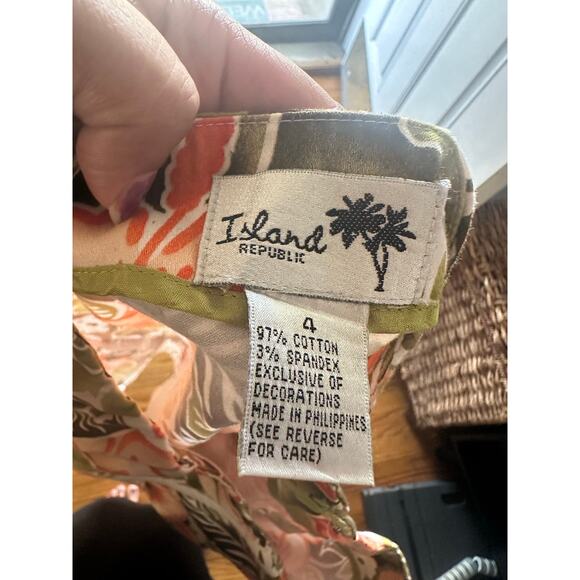 Island
REPUBLIC
4
97% COTTON
3% SPANDEX
EXCLUSIVE OF
DECORATIONS
MADE IN PHILIPPINES
(SEE REVERSE
FOR CARE)